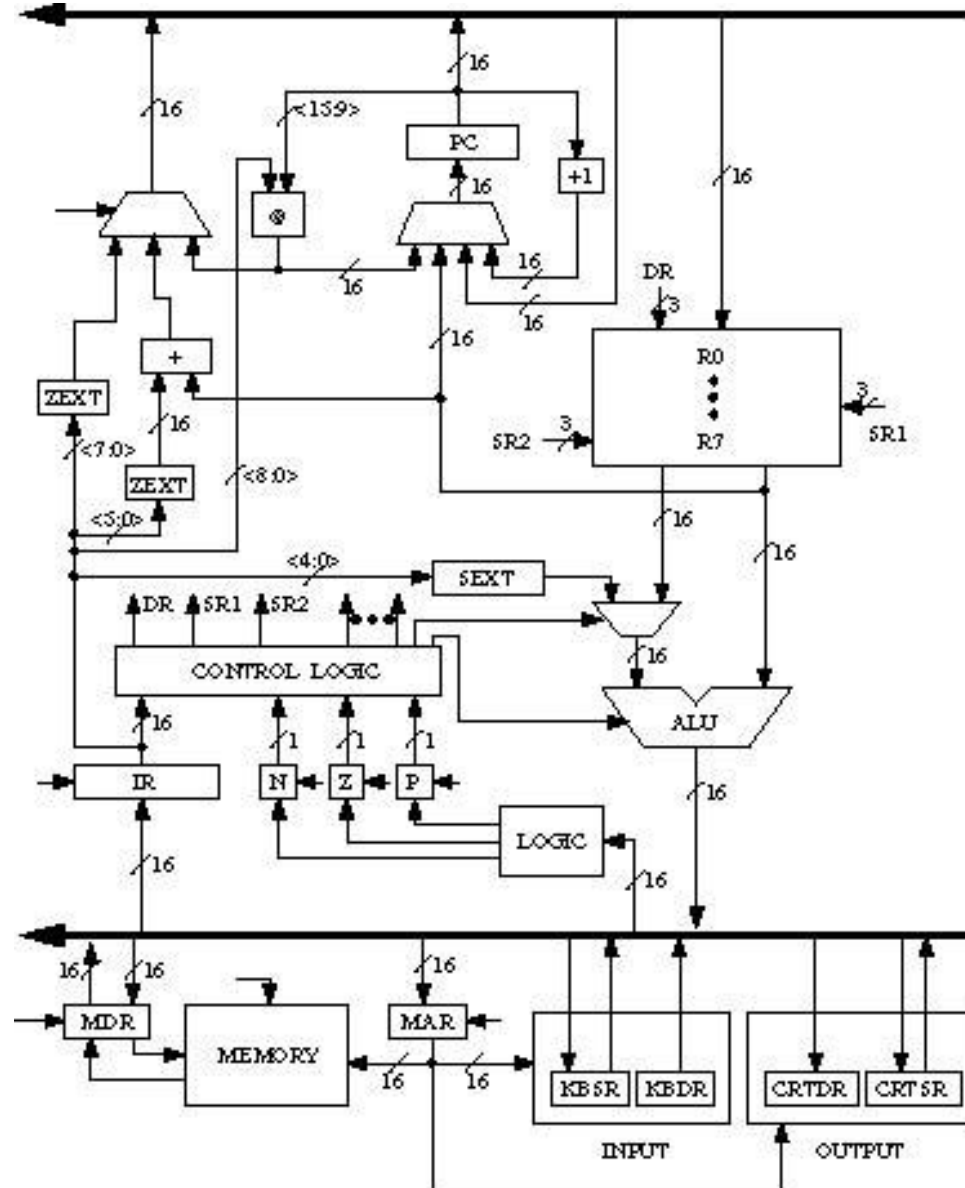 16
16
<15:9>
PC
+1
16
16
⊗
16
16
16
DR
3
16
R0
R7
3
SR1
SR2
3
+
ZEXT
16
<7:0>
<8:0>
ZEXT
<5:0>
16
16
<4:0>
SEXT
DR
SR1
SR2
16
CONTROL LOGIC
ALU
16
1
1
1
IR
N
Z
P
16
LOGIC
16
16
16
16
16
MDR
MAR
MEMORY
16
16
KBSR
KBDR
CRTDR
CRTSR
INPUT
OUTPUT